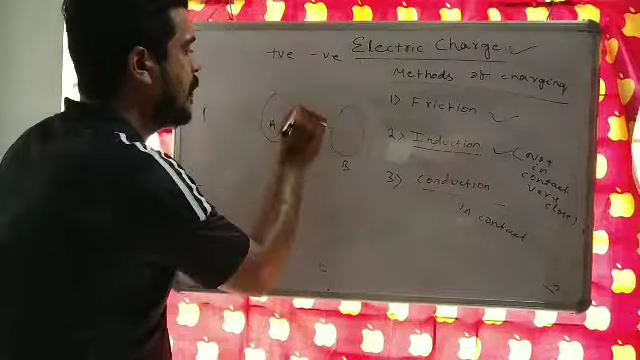 +ve -ve Electric Charge
Methods of charging
1) Friction
2) Induction (not
in
contact
very
close)
3) Conduction
in contact
A
B